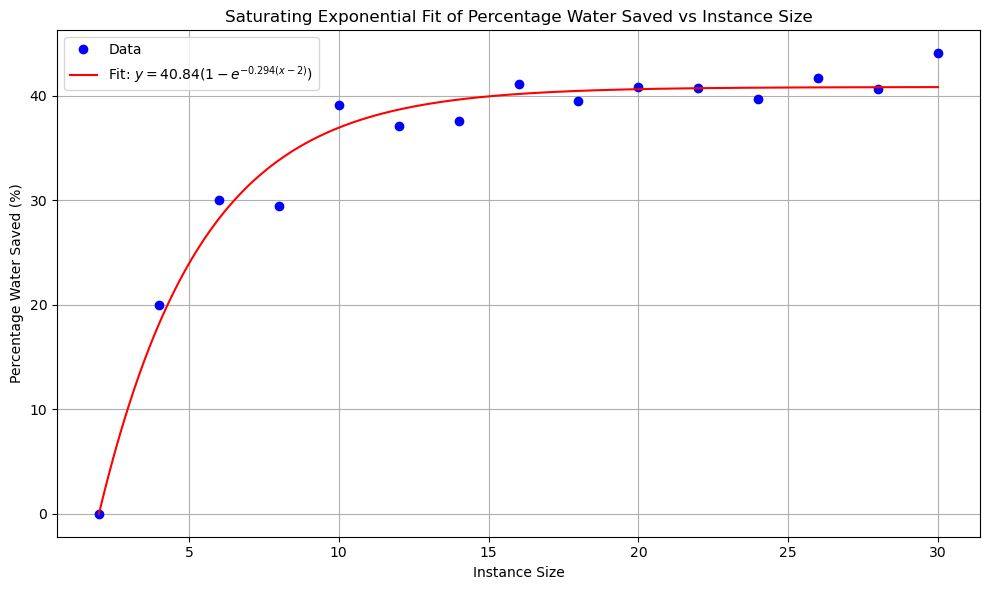 Saturating Exponential Fit of Percentage Water Saved vs Instance Size
Data
Fit: $y = 40.84(1 - e^{-0.294(x-2)})$
Percentage Water Saved (%)
40
30
20
10
0
5 10 15 20 25 30
Instance Size